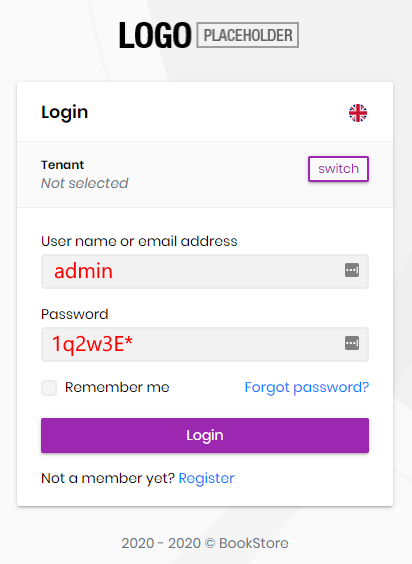 LOGO PLACEHOLDER
Login
Tenant
Not selected
switch
User name or email address
admin
Password
1q2w3E*
Remember me
Forgot password?
Login
Not a member yet? Register
2020 - 2020 © BookStore